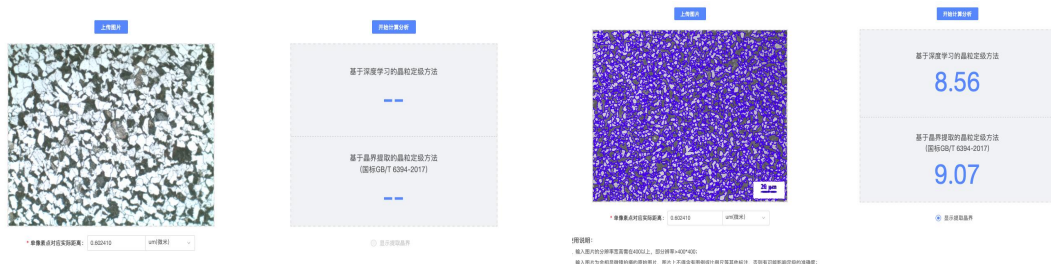 上传图片
开始计算分析
基于深度学习的晶粒定级方法
--
基于晶界提取的晶粒定级方法
(国标GB/T 6394-2017)
--
* 单像素点对应实际距离： 0.602410 um(微米)
显示提取晶界
上传图片
开始计算分析
基于深度学习的晶粒定级方法
8.56
基于晶界提取的晶粒定级方法
(国标GB/T 6394-2017)
9.07
20 μm
* 单像素点对应实际距离： 0.602410 um(微米)
显示提取晶界
使用说明：